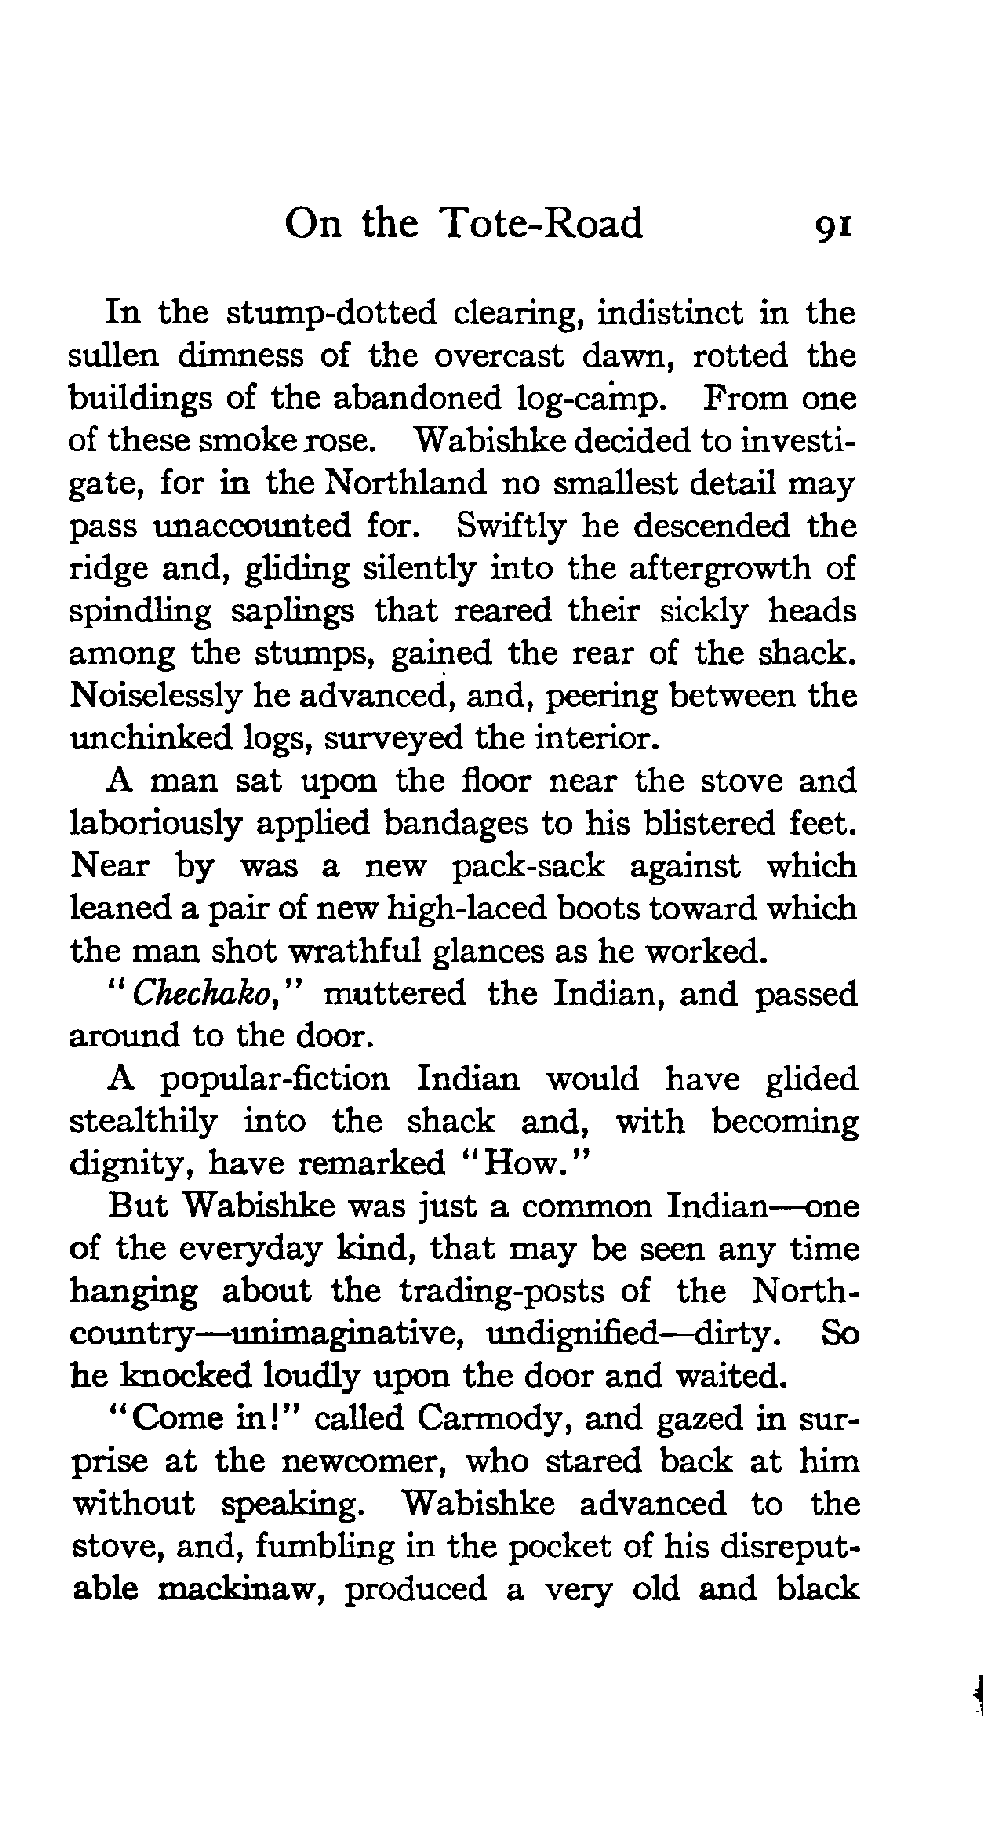 On the Tote-Road 91
In the stump-dotted clearing, indistinct in the
sullen dimness of the overcast dawn, rotted the
buildings of the abandoned log-camp. From one
of these smoke rose. Wabishke decided to investi-
gate, for in the Northland no smallest detail may
pass unaccounted for. Swiftly he descended the
ridge and, gliding silently into the aftergrowth of
spindling saplings that reared their sickly heads
among the stumps, gained the rear of the shack.
Noiselessly he advanced, and, peering between the
unchinked logs, surveyed the interior.
A man sat upon the floor near the stove and
laboriously applied bandages to his blistered feet.
Near by was a new pack-sack against which
leaned a pair of new high-laced boots toward which
the man shot wrathful glances as he worked.
"Chechako," muttered the Indian, and passed
around to the door.
A popular-fiction Indian would have glided
stealthily into the shack and, with becoming
dignity, have remarked "How."
But Wabishke was just a common Indian—one
of the everyday kind, that may be seen any time
hanging about the trading-posts of the North-
country—unimaginative, undignified—dirty. So
he knocked loudly upon the door and waited.
"Come in!" called Carmody, and gazed in sur-
prise at the newcomer, who stared back at him
without speaking. Wabishke advanced to the
stove, and, fumbling in the pocket of his disreput-
able mackinaw, produced a very old and black